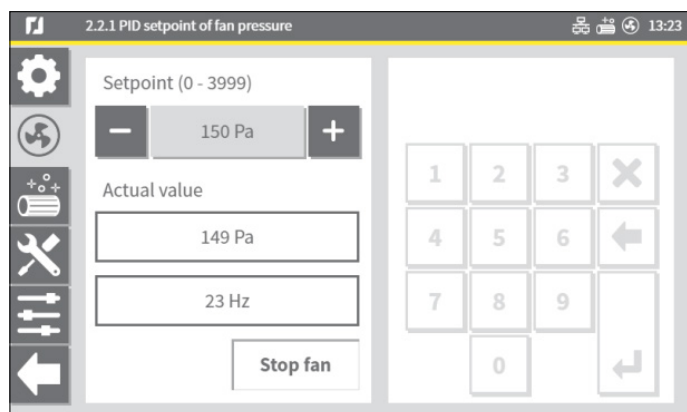 2.2.1 PID setpoint of fan pressure
13:23
Setpoint (0 - 3999)
150 Pa
Actual value
149 Pa
23 Hz
Stop fan
1 2 3
4 5 6
7 8 9
0